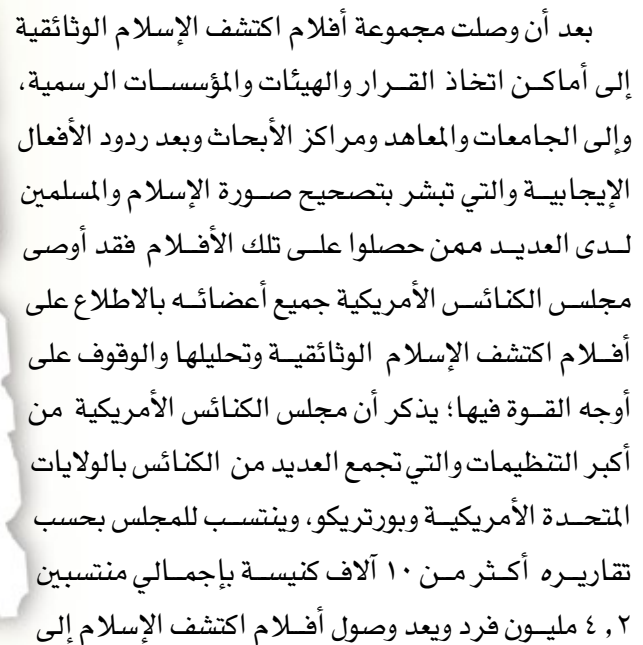 بعد أن وصلت مجموعة أفلام اكتشف الإسلام الوثائقية
إلى أماكن اتخاذ القرار والهيئات والمؤسسات الرسمية،
وإلى الجامعات والمعاهد ومراكز الأبحاث وبعد ردود الأفعال
الإيجابية والتي تبشر بتصحيح صورة الإسلام والمسلمين
لدى العديد ممن حصلوا على تلك الأفلام فقد أوصى
مجلس الكنائس الأمريكية جميع أعضائه بالاطلاع على
أفلام اكتشف الإسلام الوثائقية وتحليلها والوقوف على
أوجه القوة فيها؛ يذكر أن مجلس الكنائس الأمريكية من
أكبر التنظيمات والتي تجمع العديد من الكنائس بالولايات
المتحدة الأمريكية وبورتريكو، وينتسب للمجلس بحسب
تقاريره أكثر من ١٠ آلاف كنيسة بإجمالي منتسبين
٤,٢ مليون فرد ويعد وصول أفلام اكتشف الإسلام إلى